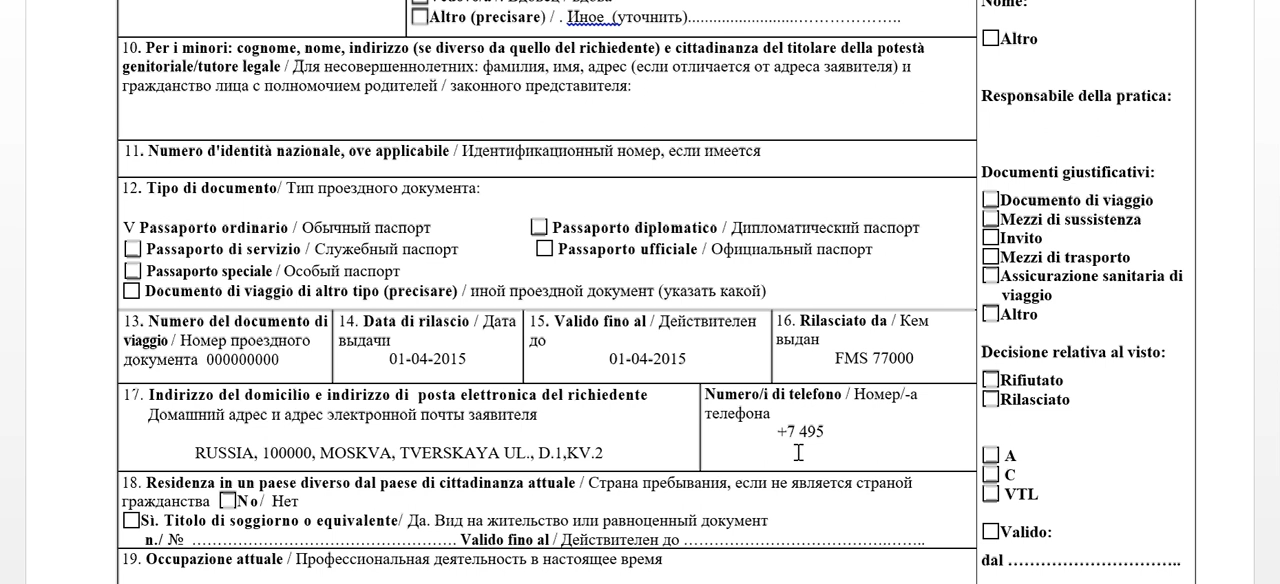 Altro (precisare) / . Иное (уточнить)..........................………………..
10. Per i minori: cognome, nome, indirizzo (se diverso da quello del richiedente) e cittadinanza del titolare della potestà
genitoriale/tutore legale / Для несовершеннолетних: фамилия, имя, адрес (если отличается от адреса заявителя) и
гражданство лица с полномочием родителей / законного представителя:
11. Numero d'identità nazionale, ove applicabile / Идентификационный номер, если имеется
12. Tipo di documento/ Тип проездного документа:
V Passaporto ordinario / Обычный паспорт
Passaporto diplomatico / Дипломатический паспорт
Passaporto di servizio / Служебный паспорт
Passaporto ufficiale / Официальный паспорт
Passaporto speciale / Особый паспорт
Documento di viaggio di altro tipo (precisare) / иной проездной документ (указать какой)
13. Numero del documento di
viaggio / Номер проездного
документа 000000000
14. Data di rilascio / Дата
выдачи
01-04-2015
15. Valido fino al / Действителен
до
01-04-2015
16. Rilasciato da / Кем
выдан
FMS 77000
17. Indirizzo del domicilio e indirizzo di posta elettronica del richiedente
Домашний адрес и адрес электронной почты заявителя
RUSSIA, 100000, MOSKVA, TVERSKAYA UL., D.1,KV.2
Numero/i di telefono / Номер/-а
телефона
+7 495
18. Residenza in un paese diverso dal paese di cittadinanza attuale / Страна пребывания, если не является страной
гражданства No/ Нет
Sì. Titolo di soggiorno o equivalente/ Да. Вид на жительство или равноценный документ
n./ № ……………………………………………. Valido fino al / Действителен до ……………………………………..……..
19. Occupazione attuale / Профессиональная деятельность в настоящее время
Nome:
Altro
Responsabile della pratica:
Documenti giustificativi:
Documento di viaggio
Mezzi di sussistenza
Invito
Mezzi di trasporto
Assicurazione sanitaria di
viaggio
Altro
Decisione relativa al visto:
Rifiutato
Rilasciato
A
C
VTL
Valido:
dal …………………………..